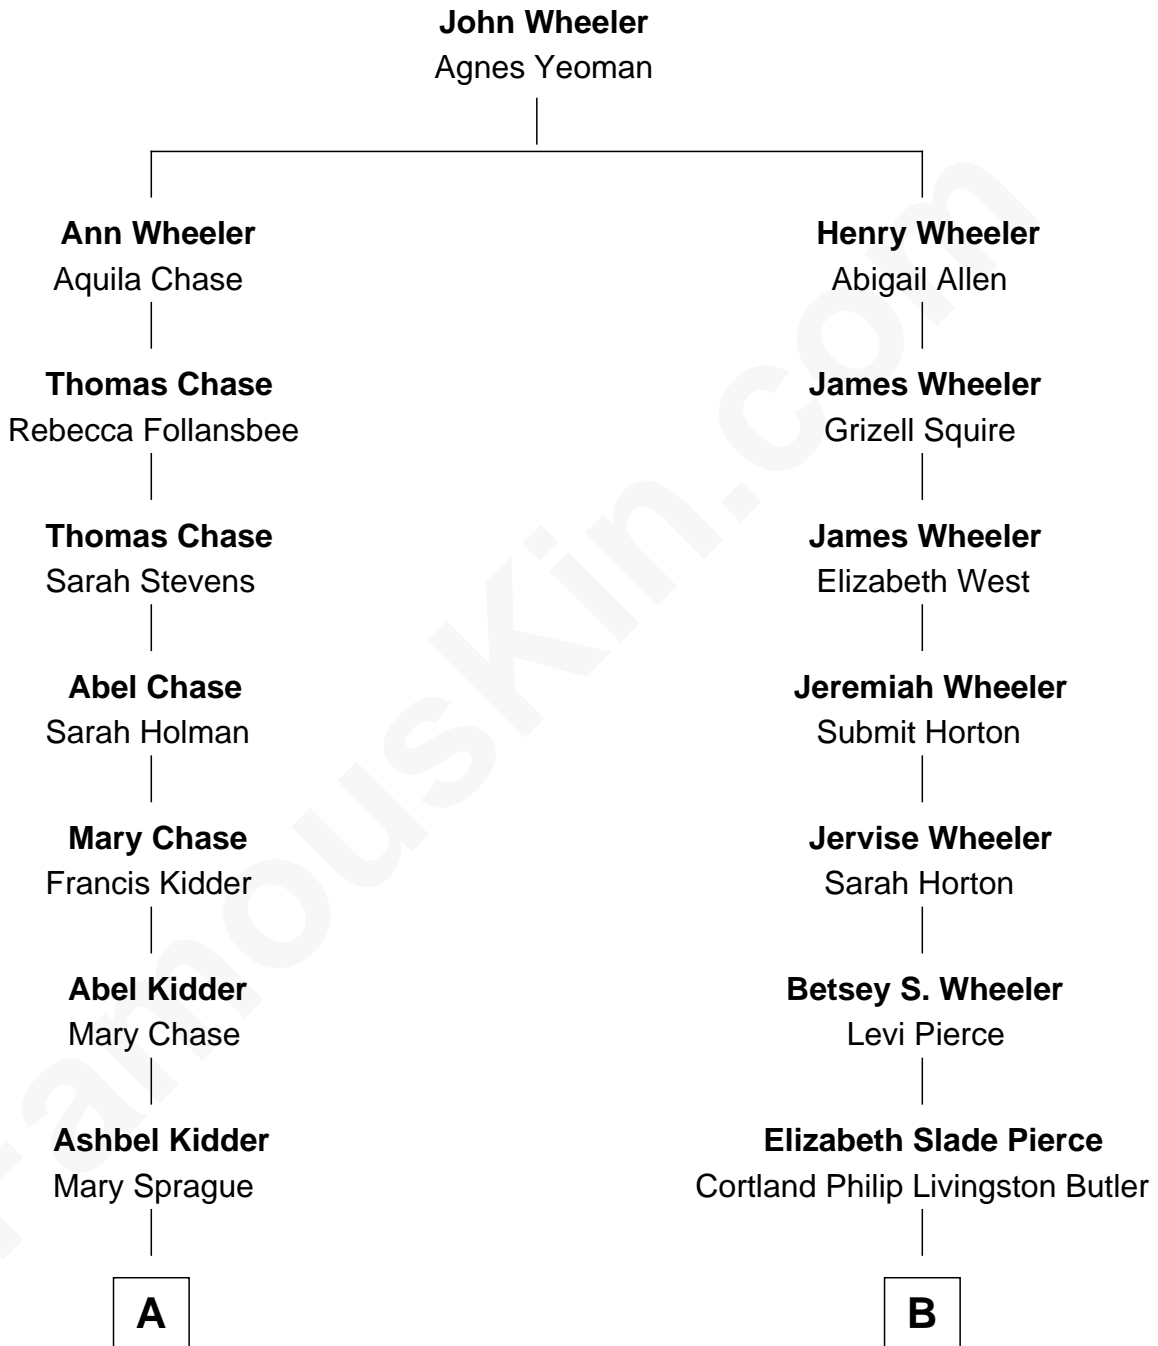 John Wheeler
Agnes Yeoman
Ann Wheeler
Aquila Chase
Henry Wheeler
Abigail Allen
Thomas Chase
Rebecca Follansbee
James Wheeler
Grizell Squire
Thomas Chase
Sarah Stevens
James Wheeler
Elizabeth West
Abel Chase
Sarah Holman
Jeremiah Wheeler
Submit Horton
Mary Chase
Francis Kidder
Jervise Wheeler
Sarah Horton
Abel Kidder
Mary Chase
Betsey S. Wheeler
Levi Pierce
Ashbel Kidder
Mary Sprague
Elizabeth Slade Pierce
Cortland Philip Livingston Butler
A
B
FamousKin.com